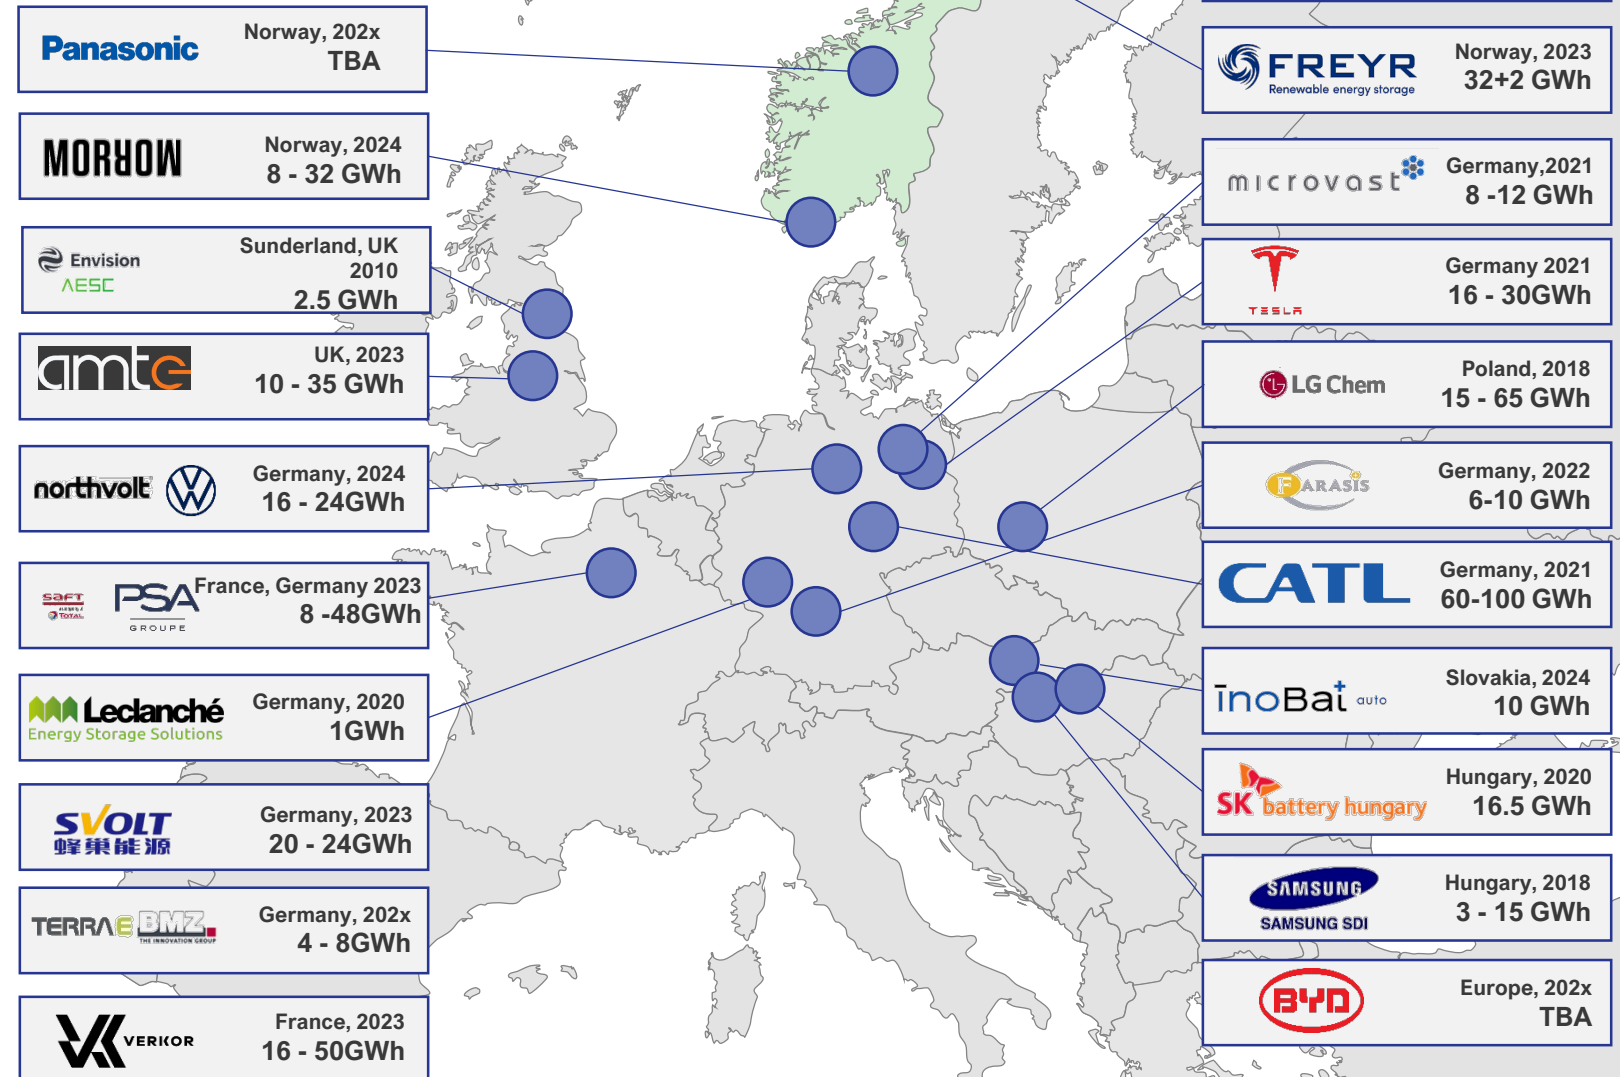 Panasonic
Norway, 202x
TBA
MORROW
Norway, 2024
8 - 32 GWh
Envision
AESC
Sunderland, UK
2010
2.5 GWh
amte
UK, 2023
10 - 35 GWh
northvolt
VW
Germany, 2024
16 - 24GWh
saft
TOTAL
PSA
GROUPE
France, Germany 2023
8 -48GWh
Leclanché
Energy Storage Solutions
Germany, 2020
1GWh
SVOLT
蜂巢能源
Germany, 2023
20 - 24GWh
TERRAE
BMZ
THE INNOVATION GROUP
Germany, 202x
4 - 8GWh
VERKOR
France, 2023
16 - 50GWh
FREYR
Renewable energy storage
Norway, 2023
32+2 GWh
microvast
Germany,2021
8 -12 GWh
TESLA
Germany 2021
16 - 30GWh
LG Chem
Poland, 2018
15 - 65 GWh
FARASIS
Germany, 2022
6-10 GWh
CATL
Germany, 2021
60-100 GWh
InoBat auto
Slovakia, 2024
10 GWh
SK battery hungary
Hungary, 2020
16.5 GWh
SAMSUNG
SAMSUNG SDI
Hungary, 2018
3 - 15 GWh
BYD
Europe, 202x
TBA